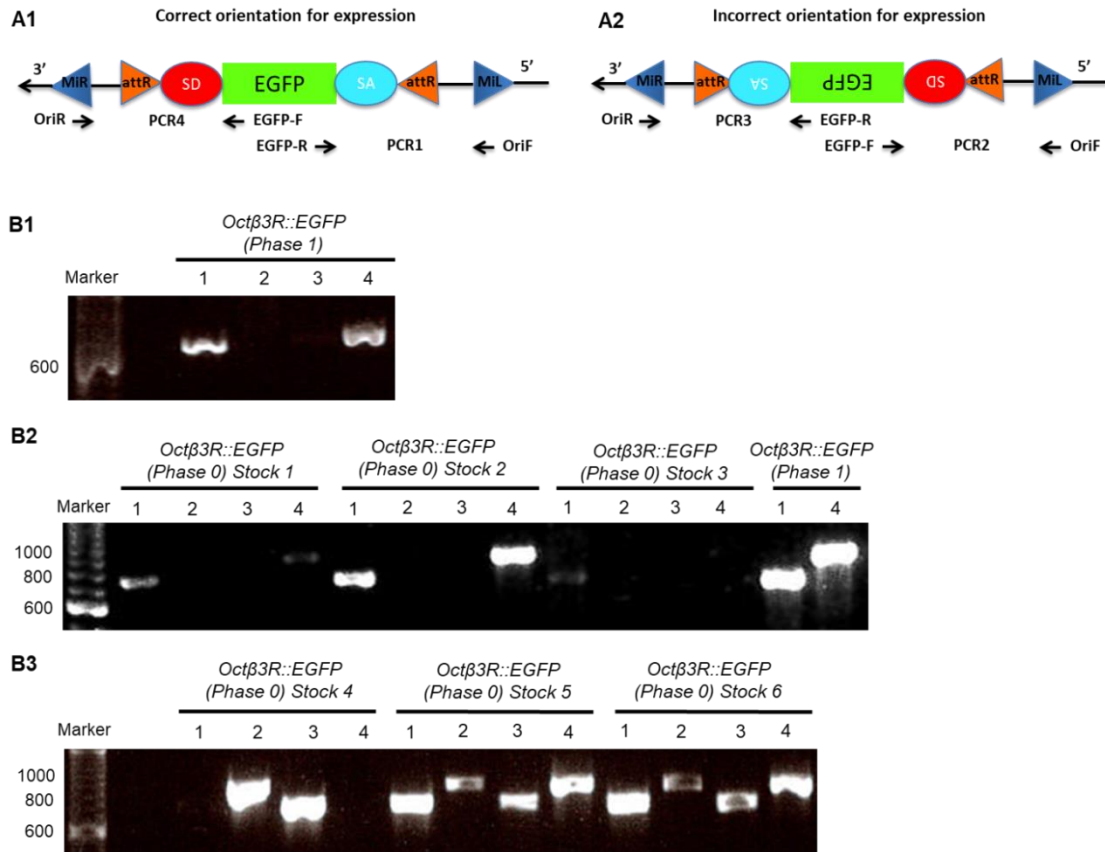 A1 Correct orientation for expression A2 Incorrect orientation for expression
3' MiR attR SD EGFP SA attR MiL 5' 3' MiR attR SA EGFP SD attR MiL 5'
OriR PCR4 EGFP-F OriR PCR3 EGFP-R
EGFP-R PCR1 OriF EGFP-F PCR2 OriF
B1
Octβ3R::EGFP
(Phase 1)
Marker 1 2 3 4
600
B2
Octβ3R::EGFP Octβ3R::EGFP Octβ3R::EGFP Octβ3R::EGFP
(Phase 0) Stock 1 (Phase 0) Stock 2 (Phase 0) Stock 3 (Phase 1)
Marker 1 2 3 4 1 2 3 4 1 2 3 4 1 4
1000
800
600
B3
Octβ3R::EGFP Octβ3R::EGFP Octβ3R::EGFP
(Phase 0) Stock 4 (Phase 0) Stock 5 (Phase 0) Stock 6
Marker 1 2 3 4 1 2 3 4 1 2 3 4
1000
800
600